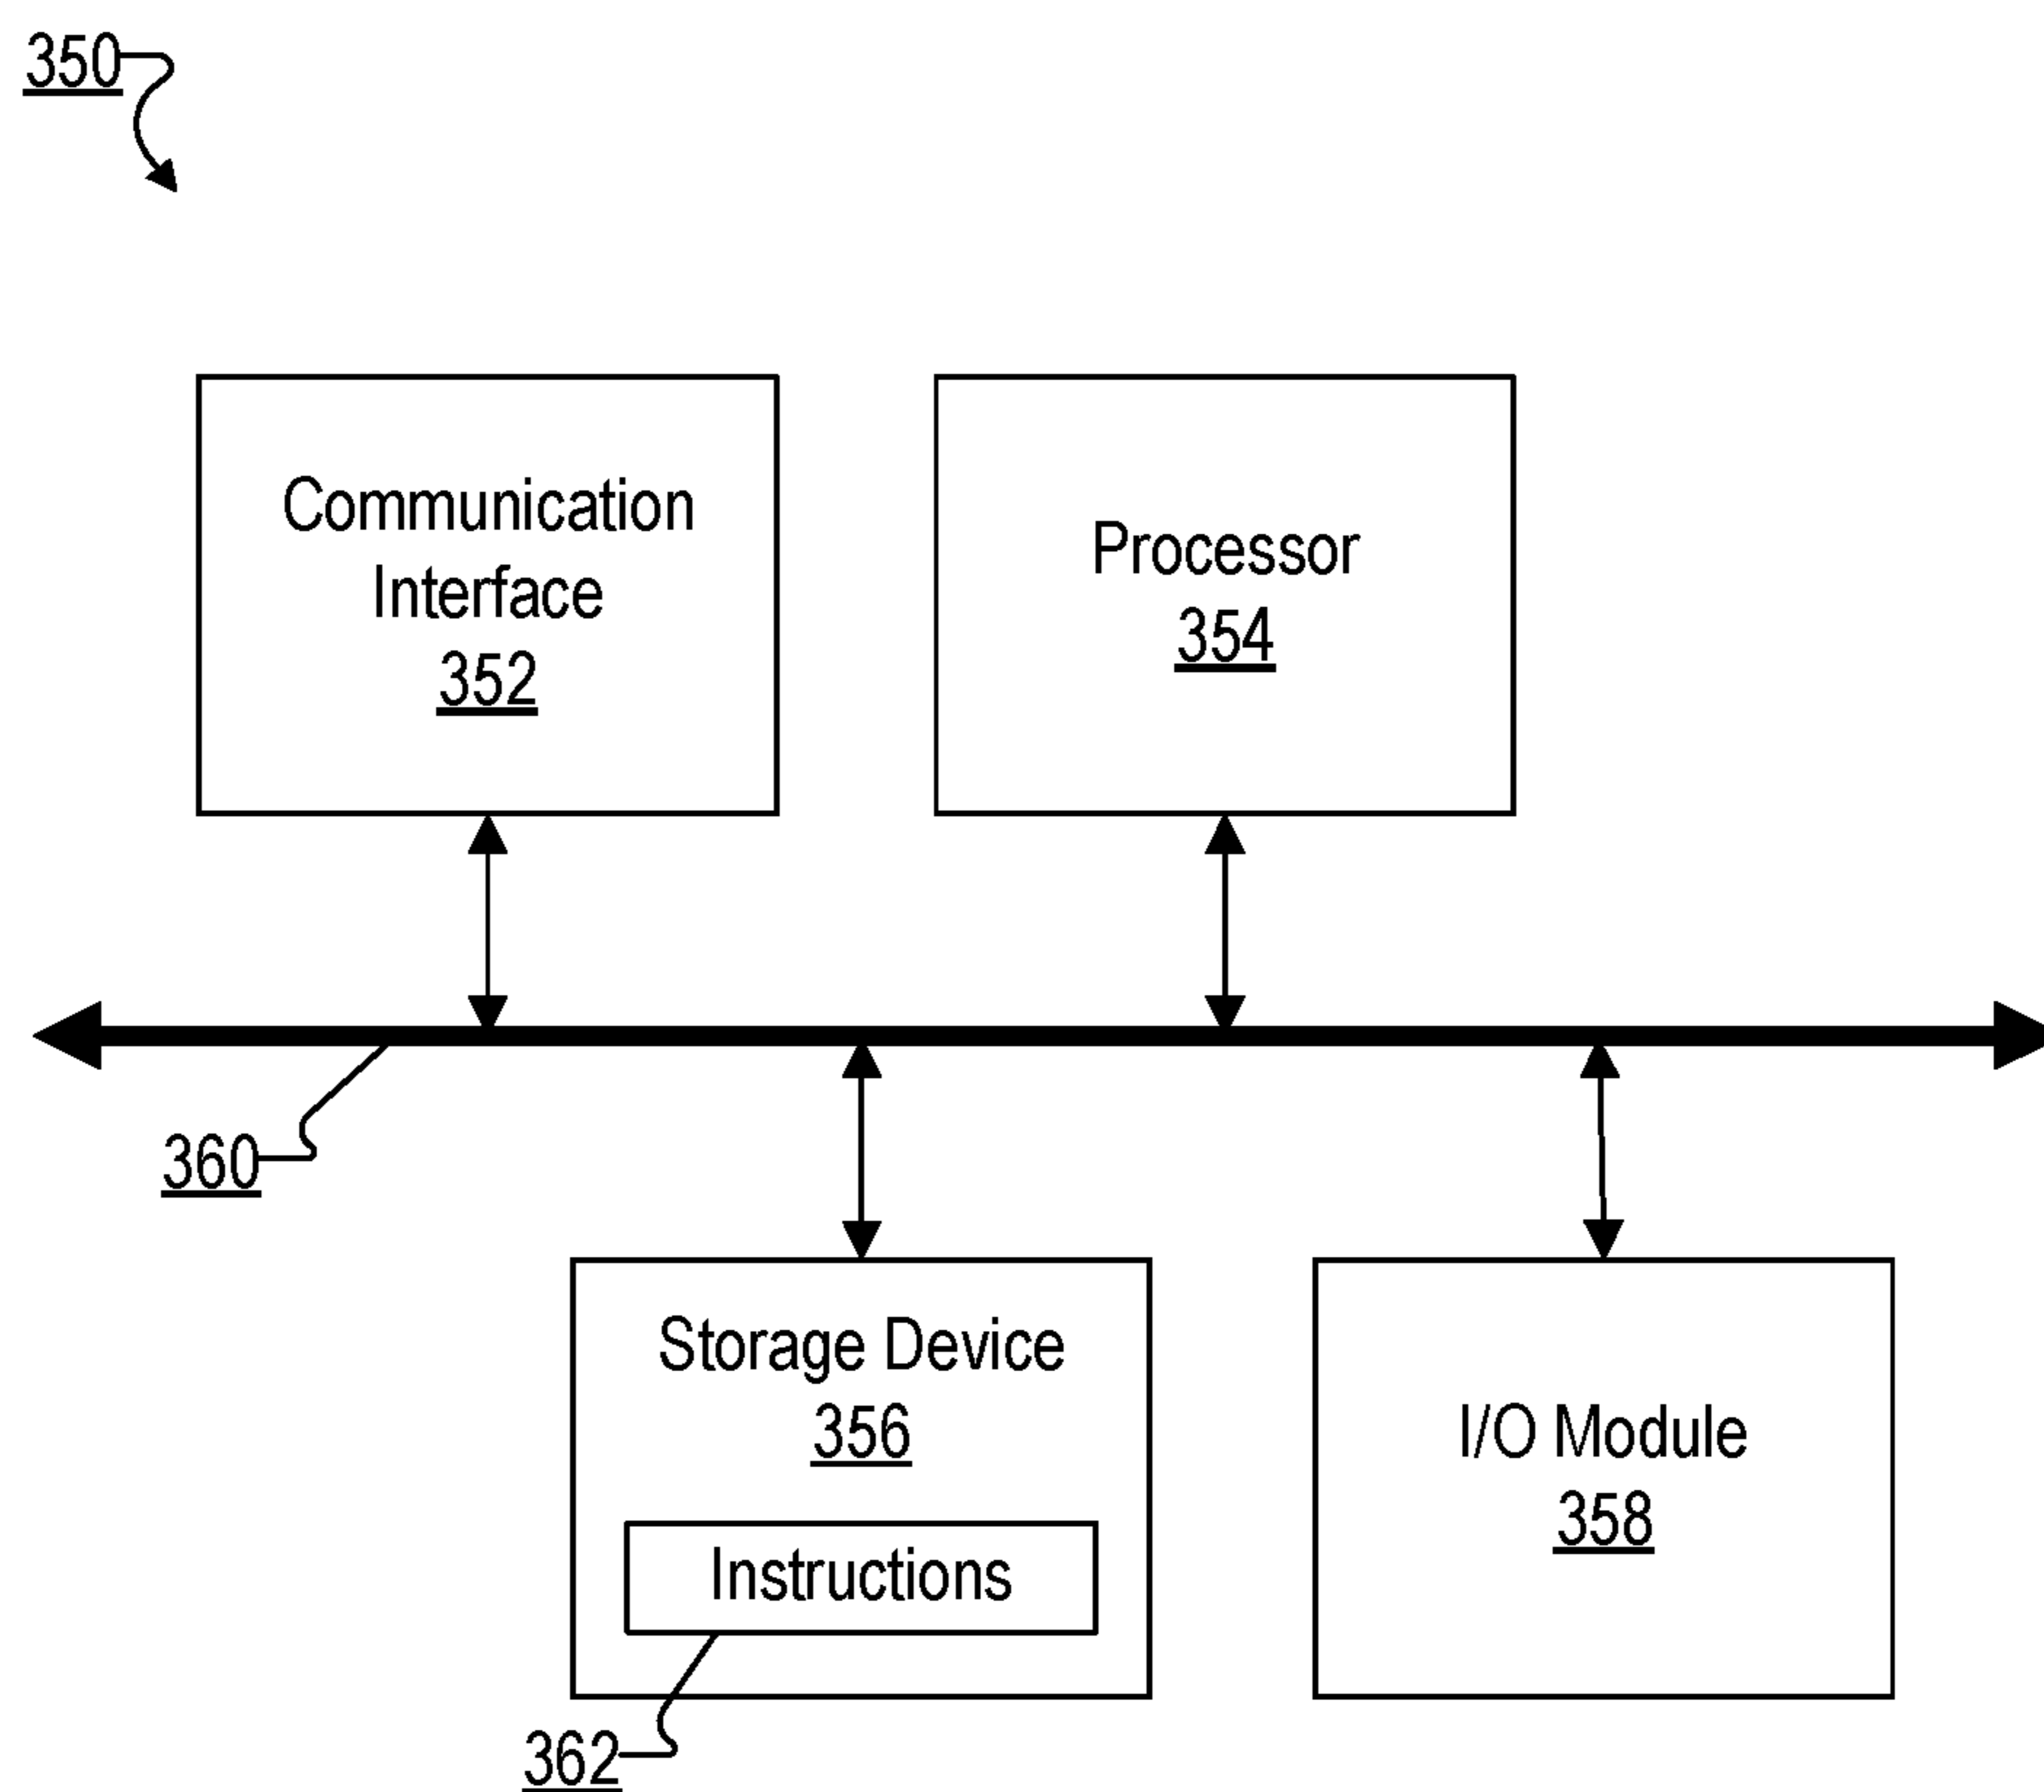 350
Communication
Interface
352
Processor
354
360
Storage Device
356
Instructions
362
I/O Module
358